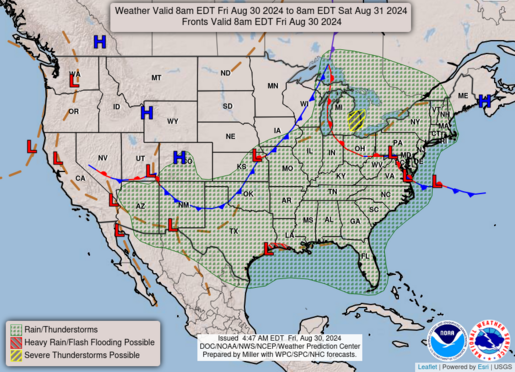 Weather Valid 8am EDT Fri Aug 30 2024 to 8am EDT Sat Aug 31 2024
Fronts Valid 8am EDT Fri Aug 30 2024
H
WA
L
MT
ND
MN
ME
H
OR
ID
H
SD
WI
MI
NY
VT
NH
MA
CT
WY
L
L
NV
UT
H
CO
NE
IA
L
IL
IN
OH
PA
L
MD
CA
L
KS
MO
WV
VA
L
L
KY
L
AZ
NM
OK
AR
TN
NC
SC
L
L
TX
MS
AL
GA
LA
L
FL
Rain/Thunderstorms
Heavy Rain/Flash Flooding Possible
Severe Thunderstorms Possible
Issued 4:47 AM EDT Fri, Aug 30, 2024
DOC/NOAA/NWS/NCEP/Weather Prediction Center
Prepared by Miller with WPC/SPC/NHC forecasts.
NOAA
NATIONAL WEATHER SERVICE
Leaflet | Powered by Esri | USGS